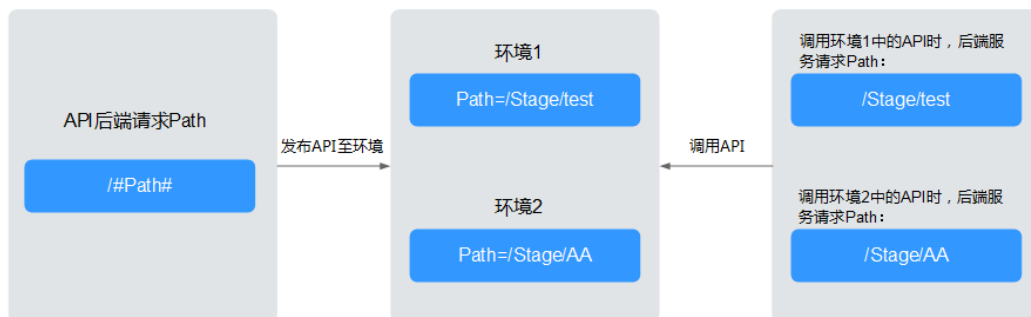 API后端请求Path
/#Path#
发布API至环境
环境1
Path=/Stage/test
环境2
Path=/Stage/AA
调用API
调用环境1中的API时，后端服
务请求Path：
/Stage/test
调用环境2中的API时，后端服
务请求Path：
/Stage/AA